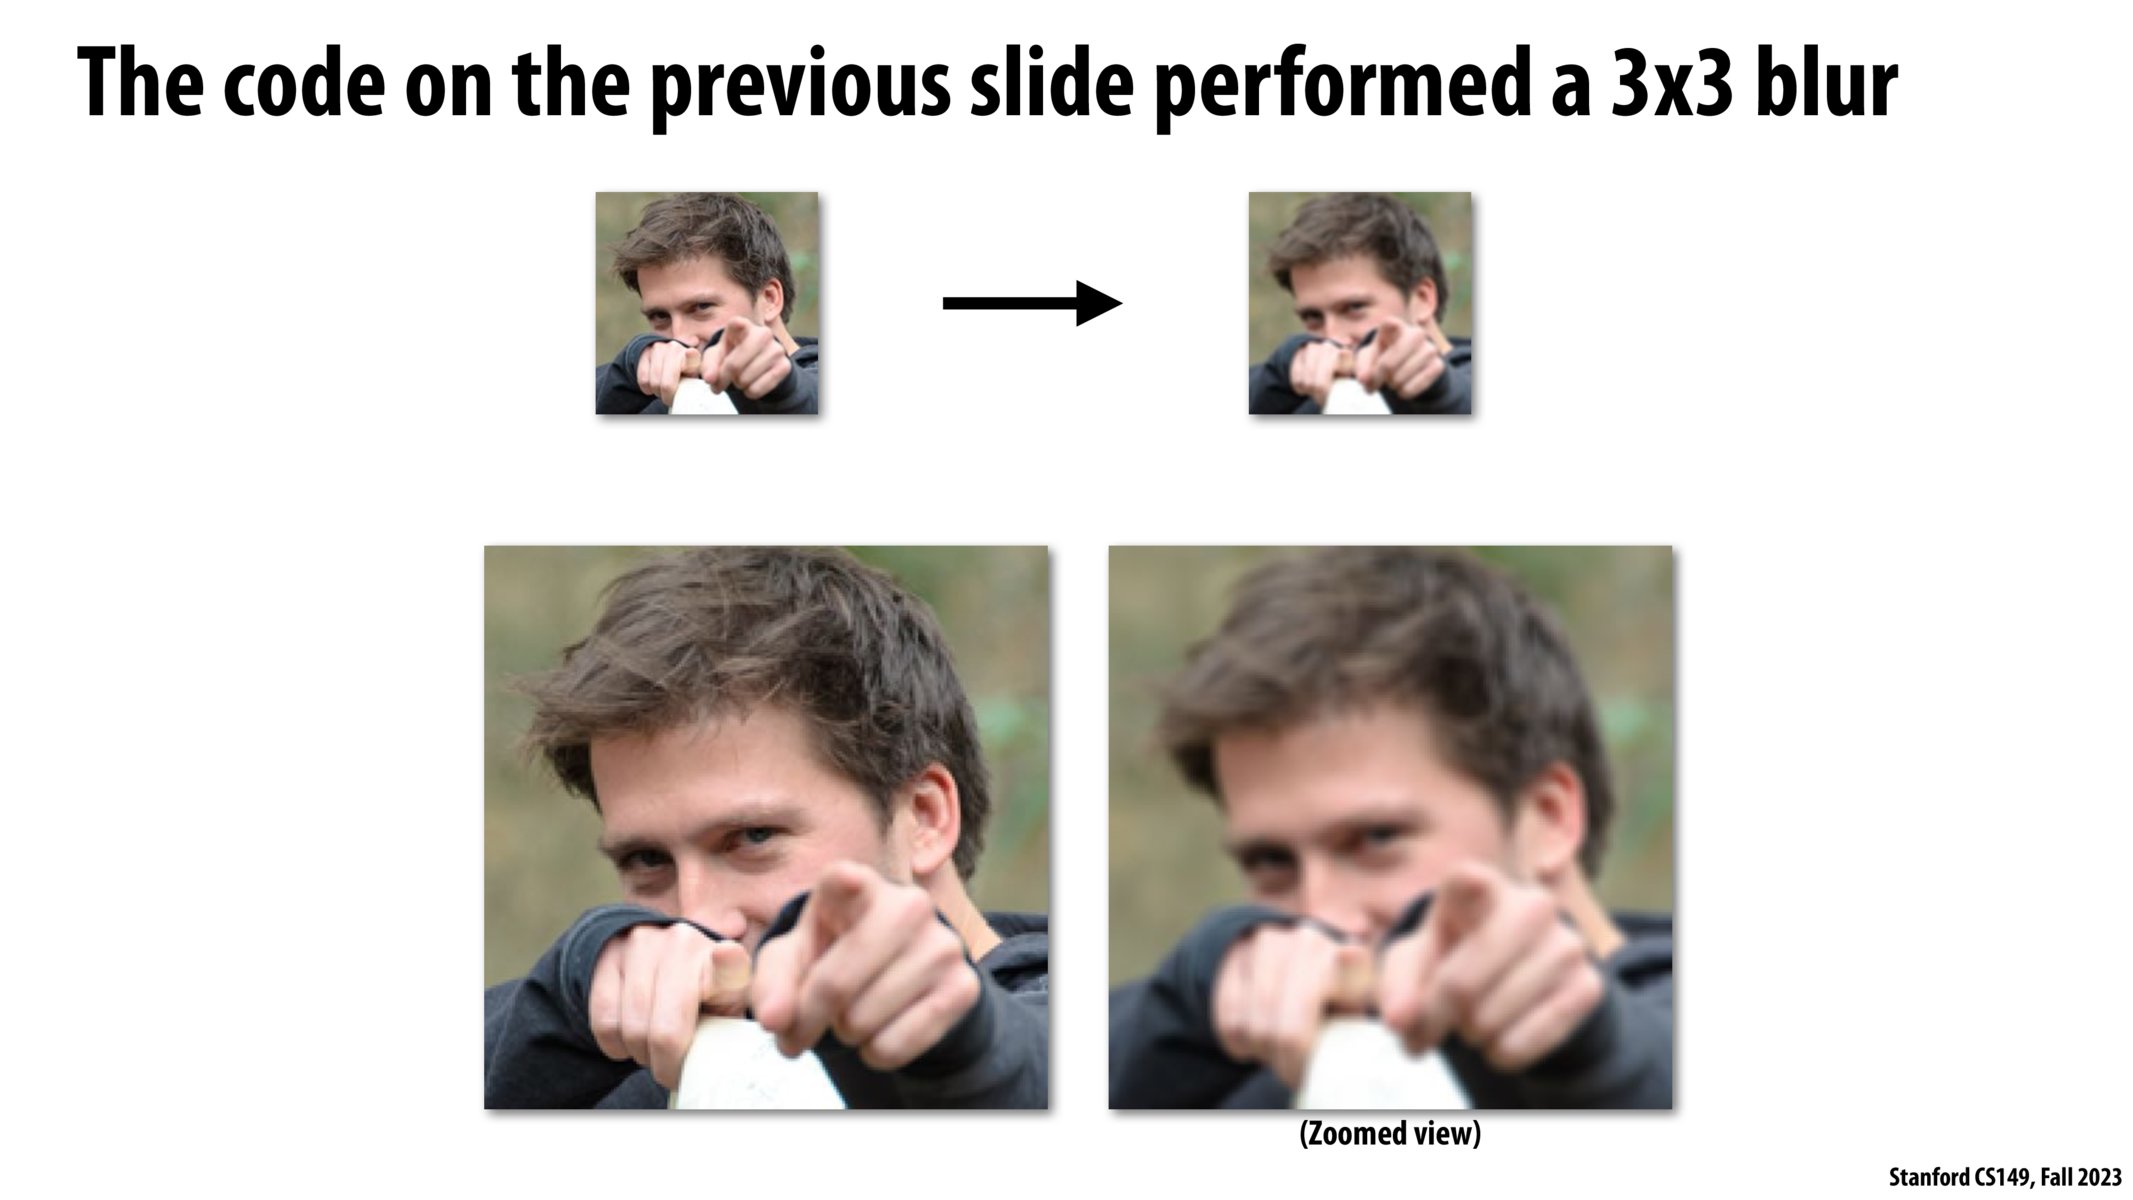 The code on the previous slide performed a 3x3 blur
(Zoomed view)
Stanford CS149, Fall 2023